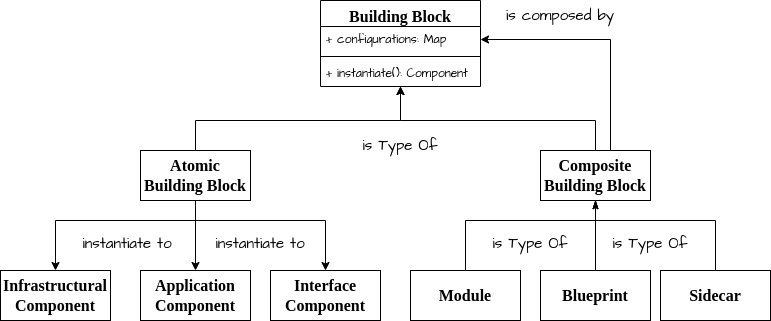 Building Block
is composed by
+ configurations: Map
+ instantiate(): Component
is Type Of
Atomic
Building Block
Composite
Building Block
instantiate to
instantiate to
is Type Of
is Type Of
Infrastructural
Component
Application
Component
Interface
Component
Module
Blueprint
Sidecar